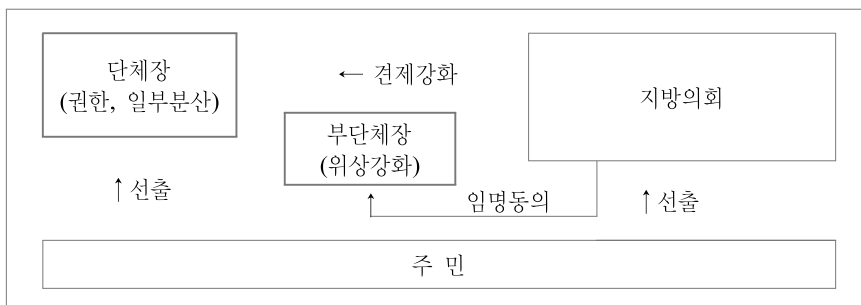 단체장
(권한, 일부분산)
← 견제강화
지방의회
부단체장
(위상강화)
↑선출
임명동의
↑선출
주 민